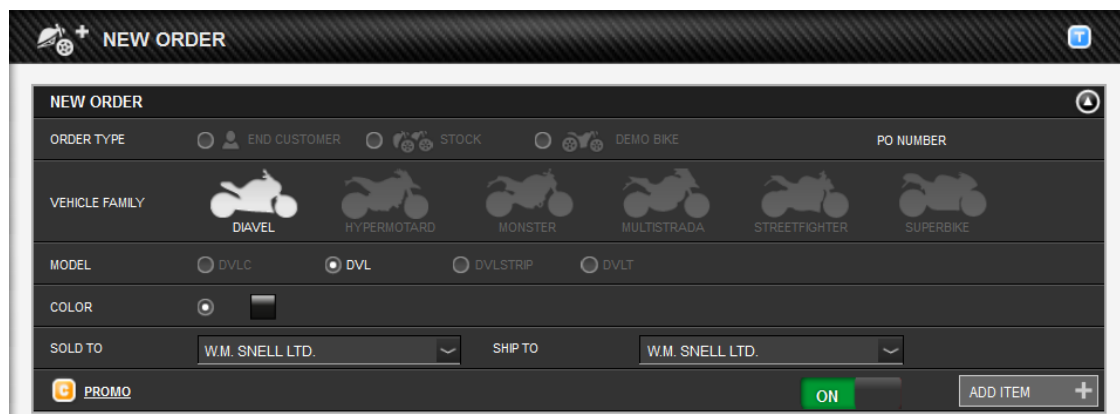 NEW ORDER
T
NEW ORDER
ORDER TYPE END CUSTOMER STOCK DEMO BIKE PO NUMBER
VEHICLE FAMILY DIAVEL HYPERMOTARD MONSTER MULTISTRADA STREETFIGHTER SUPERBIKE
MODEL DVLC DVL DVLSTRIP DVLT
COLOR
SOLD TO W.M. SNELL LTD. SHIP TO W.M. SNELL LTD.
C PROMO ON ADD ITEM